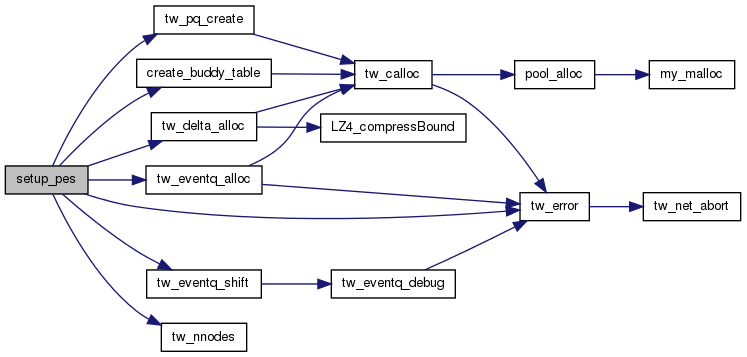 setup_pes
tw_pq_create
create_buddy_table
tw_delta_alloc
tw_eventq_alloc
tw_eventq_shift
tw_nnodes
tw_calloc
LZ4_compressBound
tw_eventq_debug
pool_alloc
tw_error
my_malloc
tw_net_abort